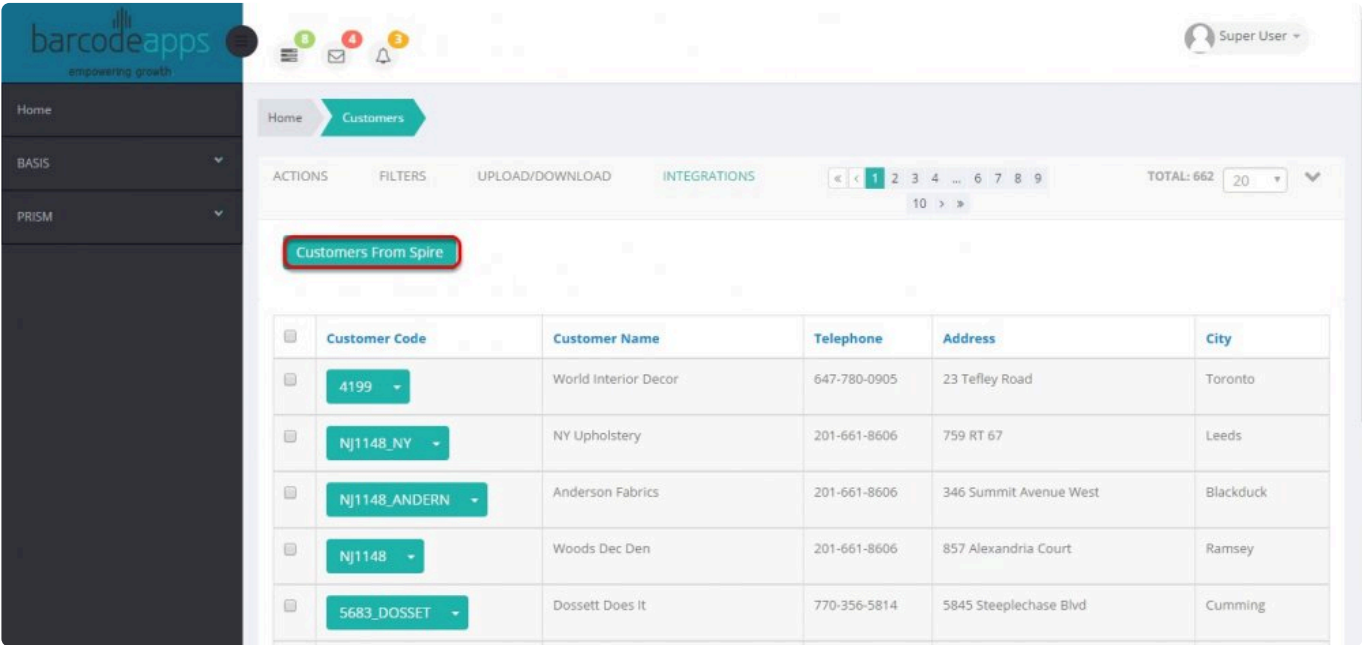 barcodeapps
empowering growth
8 4 3
Super User
Home
BASIS
PRISM
Home Customers
ACTIONS FILTERS UPLOAD/DOWNLOAD INTEGRATIONS « < 1 2 3 4 ... 6 7 8 9 TOTAL: 662 20
10 > »
Customers From Spire
Customer Code Customer Name Telephone Address City
4199 World Interior Decor 647-780-0905 23 Tefley Road Toronto
NJ1148_NY NY Upholstery 201-661-8606 759 RT 67 Leeds
NJ1148_ANDERN Anderson Fabrics 201-661-8606 346 Summit Avenue West Blackduck
NJ1148 Woods Dec Den 201-661-8606 857 Alexandria Court Ramsey
5683_DOSSET Dossett Does It 770-356-5814 5845 Steeplechase Blvd Cumming